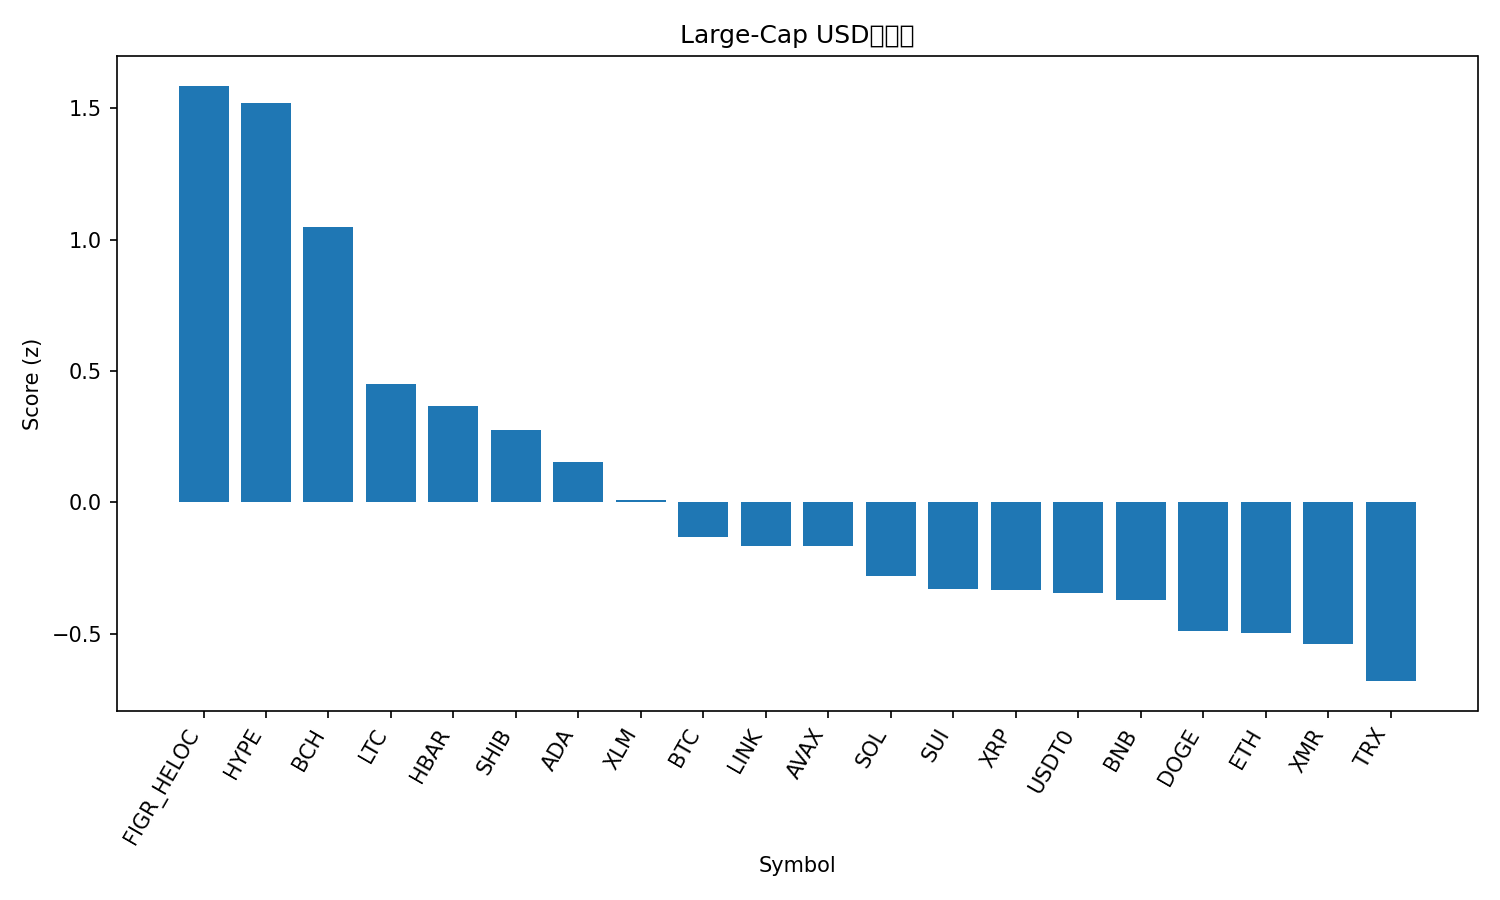 Large-Cap USD
1.5
1.0
0.5
0.0
−0.5
Score (z)
FIGR_HELOC
HYPE
BCH
LTC
HBAR
SHIB
ADA
XLM
BTC
LINK
AVAX
SOL
SUI
XRP
USDT0
BNB
DOGE
ETH
XMR
TRX
Symbol